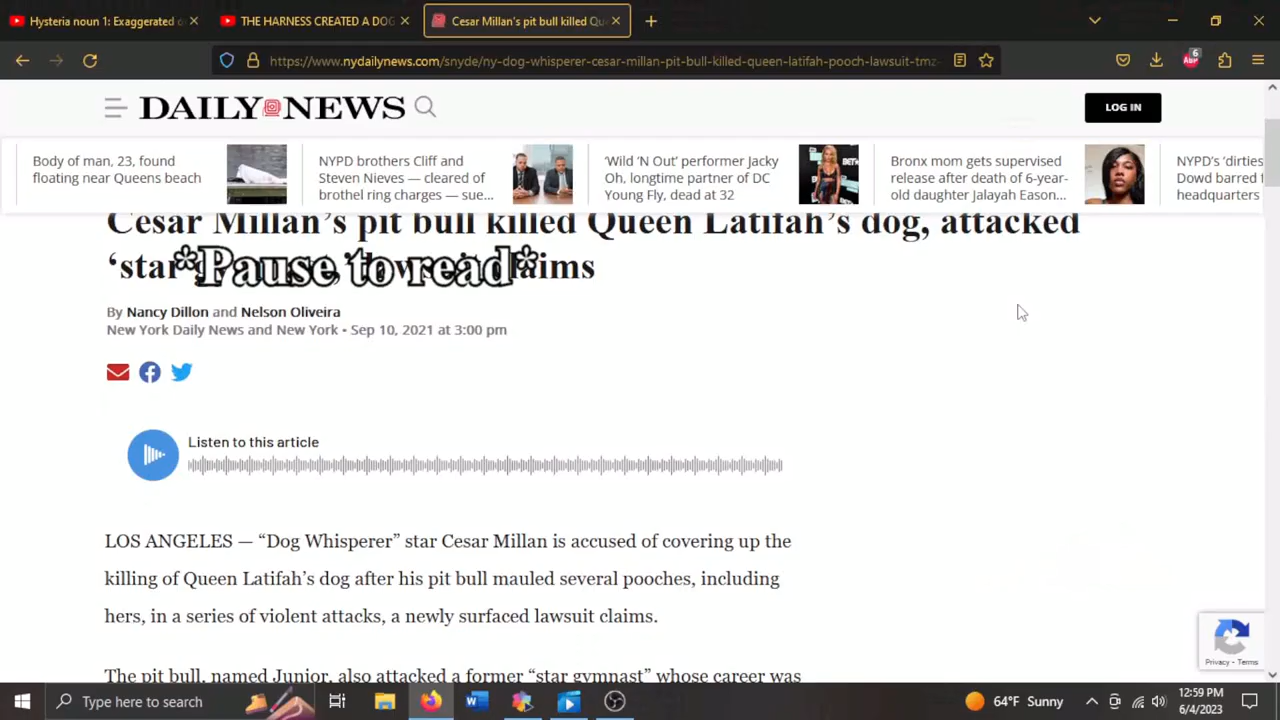 Hysteria noun 1: Exaggerated o
THE HARNESS CREATED A DOG
Cesar Millan's pit bull killed Qu
https://www.nydailynews.com/snyde/ny-dog-whisperer-cesar-millan-pit-bull-killed-queen-latifah-pooch-lawsuit-tmz-
6
ABP
DAILY NEWS
LOG IN
Body of man, 23, found
floating near Queens beach
NYPD brothers Cliff and
Steven Nieves — cleared of
brothel ring charges — sue...
'Wild 'N Out' performer Jacky
Oh, longtime partner of DC
Young Fly, dead at 32
Bronx mom gets supervised
release after death of 6-year-
old daughter Jalayah Eason...
NYPD's 'dirties
Dowd barred
headquarters
Cesar Millan's pit bull killed Queen Latifah's dog, attacked
'star
*Pause to read*
By Nancy Dillon and Nelson Oliveira
New York Daily News and New York • Sep 10, 2021 at 3:00 pm
Listen to this article
LOS ANGELES — “Dog Whisperer” star Cesar Millan is accused of covering up the
killing of Queen Latifah’s dog after his pit bull mauled several pooches, including
hers, in a series of violent attacks, a newly surfaced lawsuit claims.
The pit bull, named Junior, also attacked a former “star gymnast” whose career was
Privacy - Terms
Type here to search
64°F Sunny
12:59 PM
6/4/2023